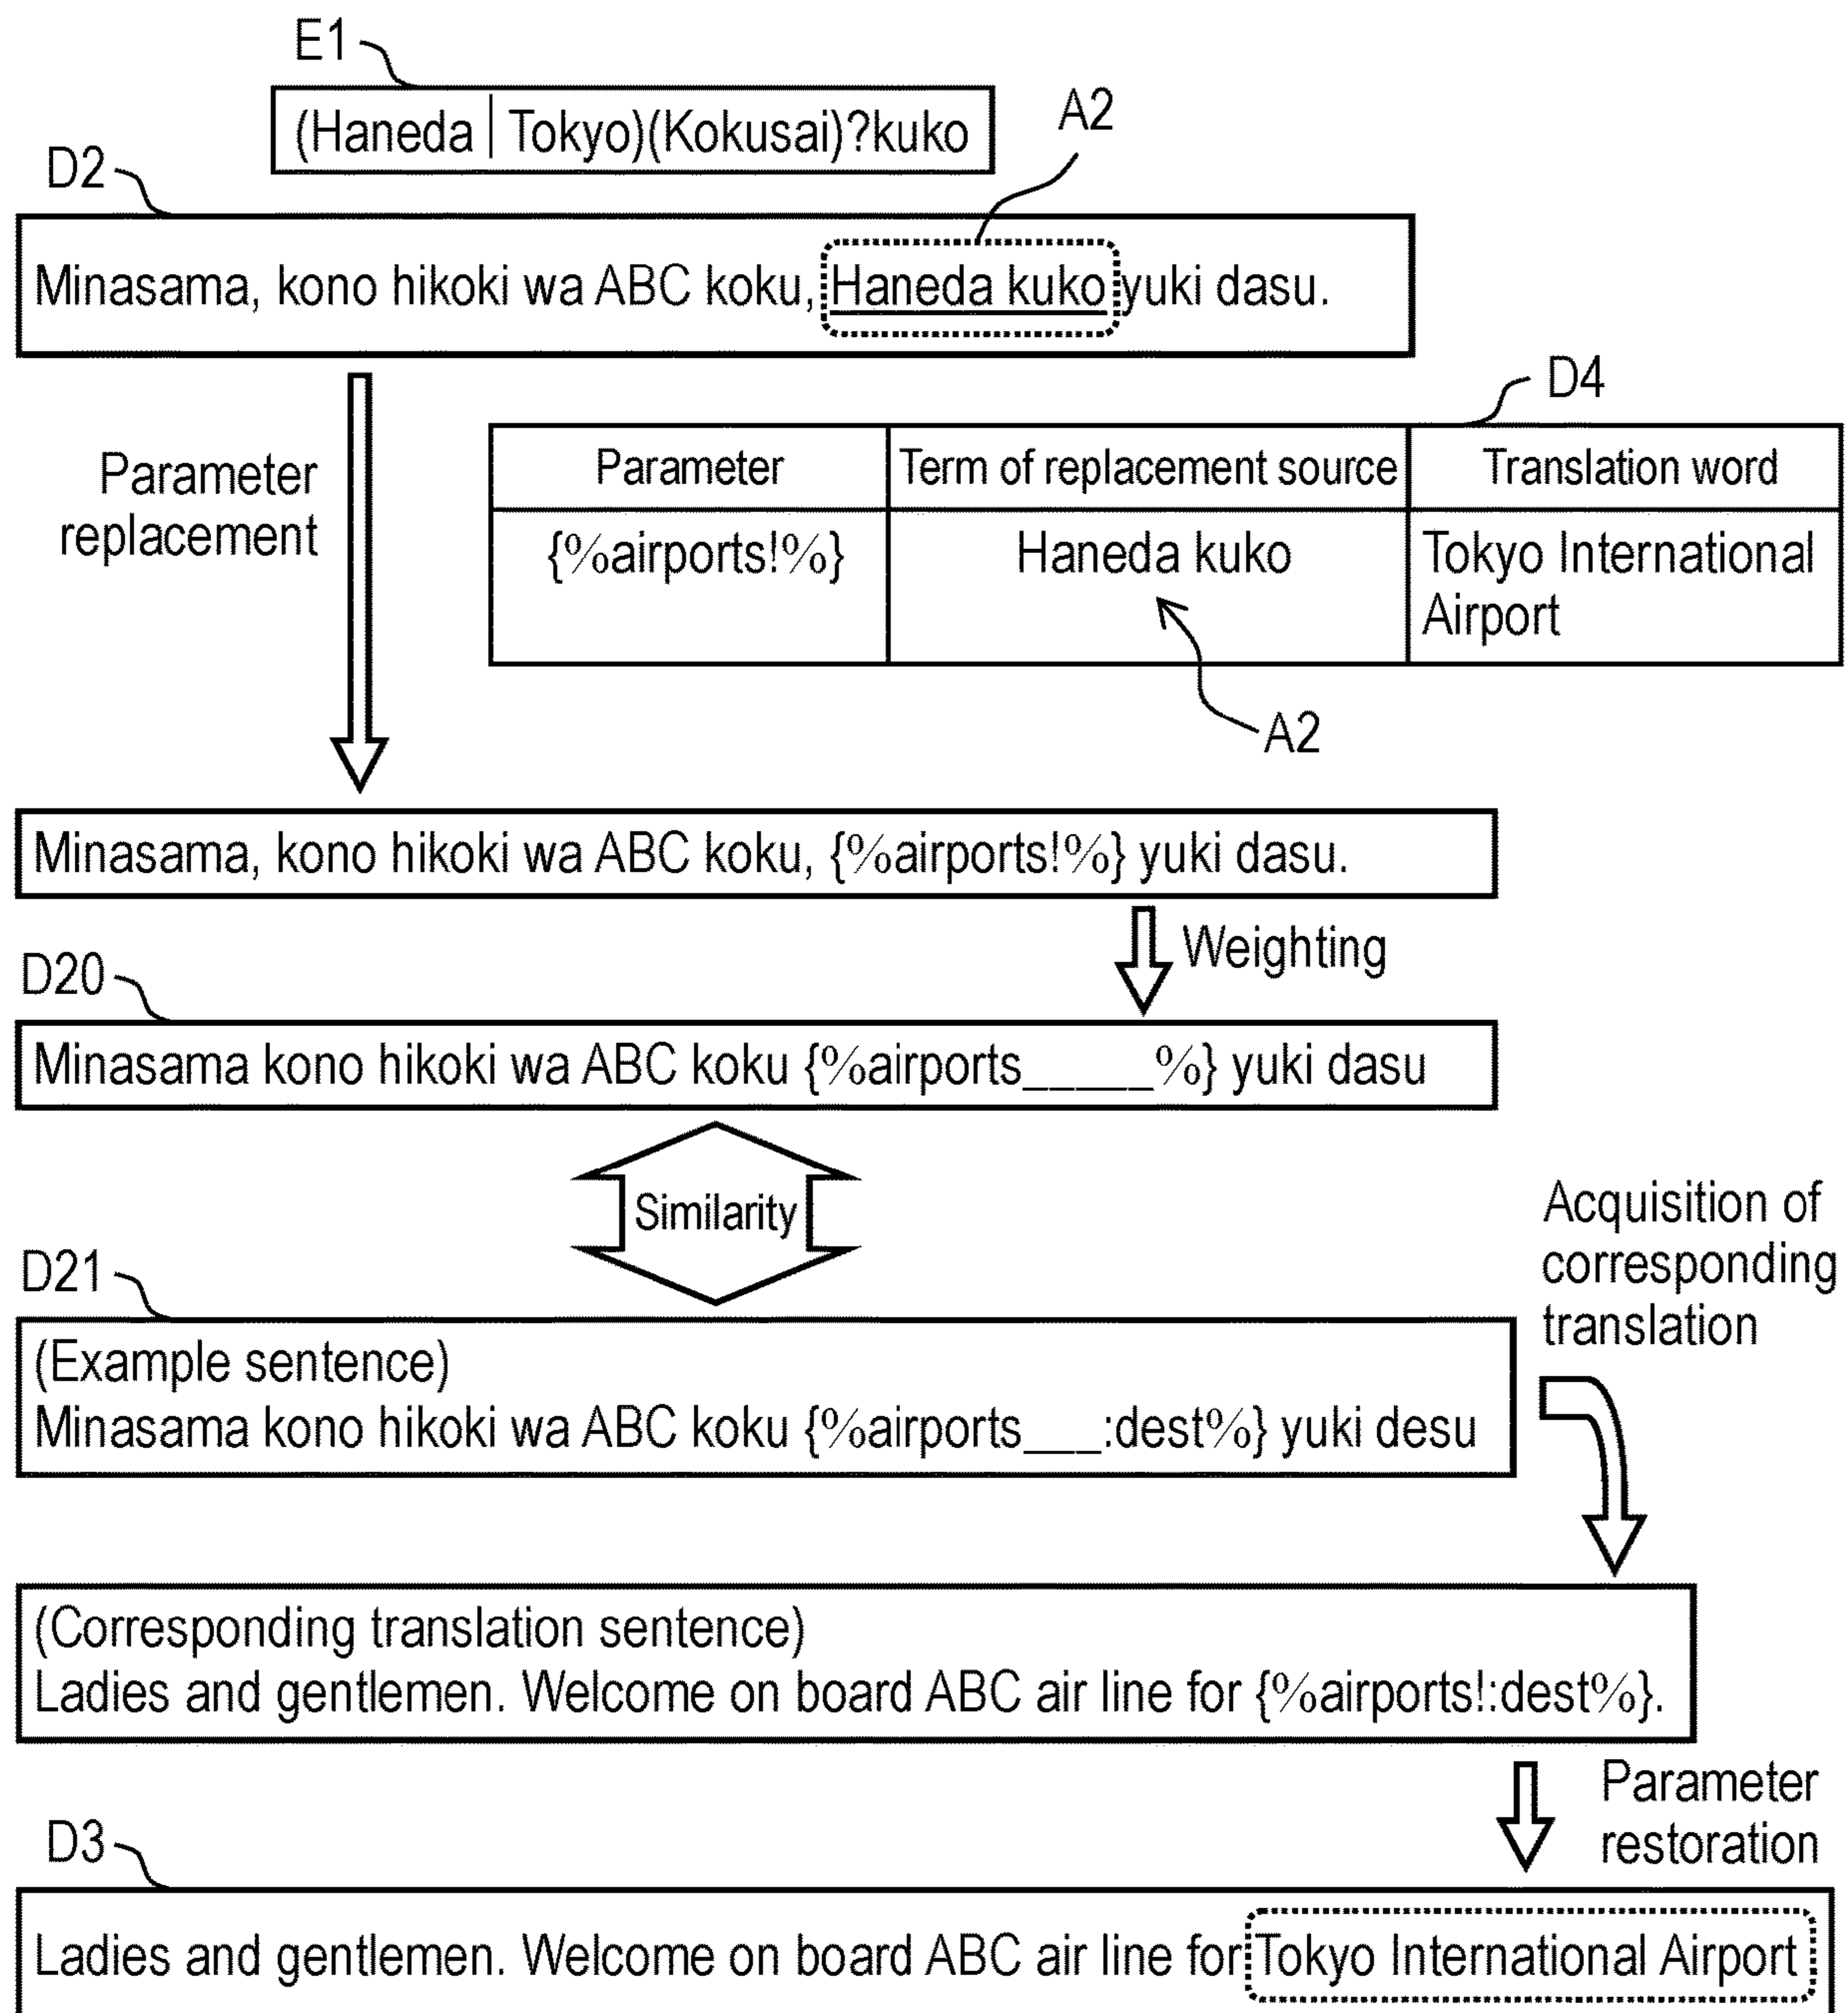 E1
(Haneda | Tokyo)(Kokusai)?kuko
A2
D2
Minasama, kono hikoki wa ABC koku, Haneda kuko yuki dasu.
D4
Parameter
replacement
Parameter Term of replacement source Translation word
{%airports!%} Haneda kuko Tokyo International
Airport
A2
Minasama, kono hikoki wa ABC koku, {%airports!%} yuki dasu.
Weighting
D20
Minasama kono hikoki wa ABC koku {%airports_____%} yuki dasu
Similarity
Acquisition of
corresponding
translation
D21
(Example sentence)
Minasama kono hikoki wa ABC koku {%airports___:dest%} yuki desu
(Corresponding translation sentence)
Ladies and gentlemen. Welcome on board ABC air line for {%airports!:dest%}.
Parameter
restoration
D3
Ladies and gentlemen. Welcome on board ABC air line for Tokyo International Airport